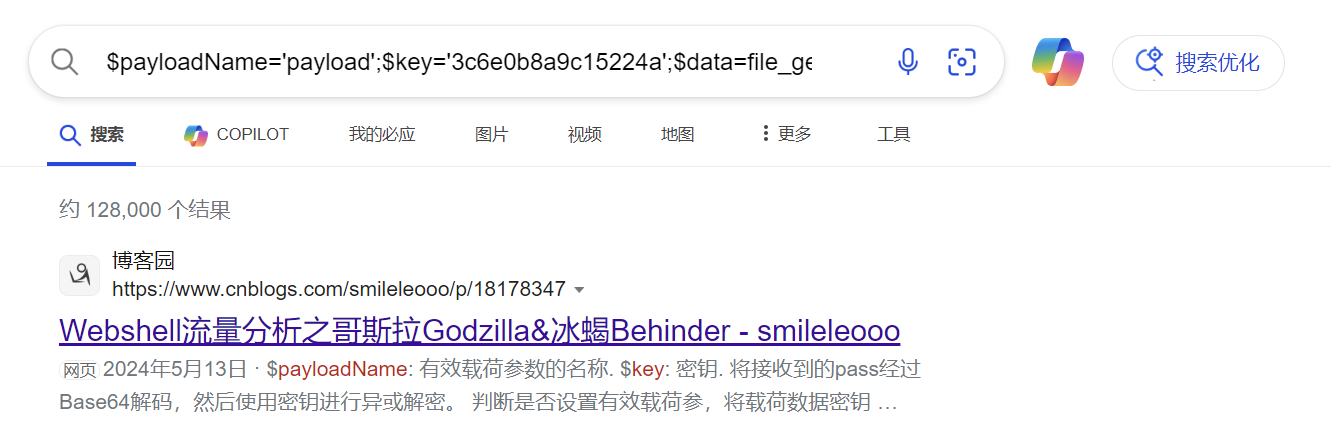 $payloadName='payload';$key='3c6e0b8a9c15224a';$data=file_ge
搜索优化
搜索 COPILOT 我的必应 图片 视频 地图 更多 工具
约 128,000 个结果
博客园
https://www.cnblogs.com/smileleooo/p/18178347
Webshell流量分析之哥斯拉Godzilla&冰蝎Behinder - smileleooo
网页 2024年5月13日 · $payloadName: 有效载荷参数的名称. $key: 密钥. 将接收到的pass经过
Base64解码，然后使用密钥进行异或解密。 判断是否设置有效载荷参，将载荷数据密钥 …